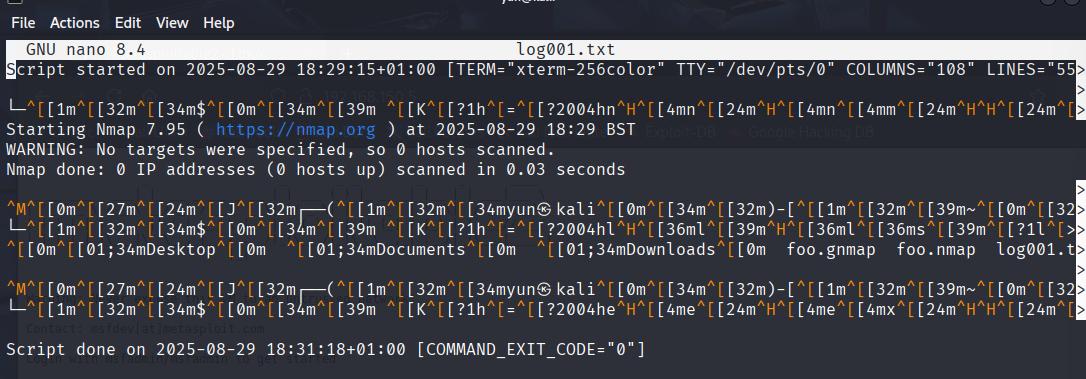 File Actions Edit View Help
GNU nano 8.4 log001.txt
Script started on 2025-08-29 18:29:15+01:00 [TERM="xterm-256color" TTY="/dev/pts/0" COLUMNS="108" LINES="55>
>
└─^[[1m^[[32m^[[34m$^[[0m^[[34m^[[39m ^[[K^[[?1h^[=^[[?2004hn^H^[[4mn^[[24m^H^[[4mn^[[4mm^[[24m^H^H^[[24m^[>
Starting Nmap 7.95 ( https://nmap.org ) at 2025-08-29 18:29 BST
WARNING: No targets were specified, so 0 hosts scanned.
Nmap done: 0 IP addresses (0 hosts up) scanned in 0.03 seconds
>
^M^[[0m^[[27m^[[24m^[[J^[[32m┌──(^[[1m^[[32m^[[34myun㉿kali^[[0m^[[34m^[[32m)-[^[[1m^[[32m^[[39m~^[[0m^[[32>
└─^[[1m^[[32m^[[34m$^[[0m^[[34m^[[39m ^[[K^[[?1h^[=^[[?2004hl^H^[[36ml^[[39m^H^[[36ml^[[36ms^[[39m^[[?1l^[>>
^[[0m^[[01;34mDesktop^[[0m ^[[01;34mDocuments^[[0m ^[[01;34mDownloads^[[0m foo.gnmap foo.nmap log001.t>
>
^M^[[0m^[[27m^[[24m^[[J^[[32m┌──(^[[1m^[[32m^[[34myun㉿kali^[[0m^[[34m^[[32m)-[^[[1m^[[32m^[[39m~^[[0m^[[32>
└─^[[1m^[[32m^[[34m$^[[0m^[[34m^[[39m ^[[K^[[?1h^[=^[[?2004he^H^[[4me^[[24m^H^[[4me^[[4mx^[[24m^H^H^[[24m^[>
Contact: msfdev[at]metasploit.com
Script done on 2025-08-29 18:31:18+01:00 [COMMAND_EXIT_CODE="0"]